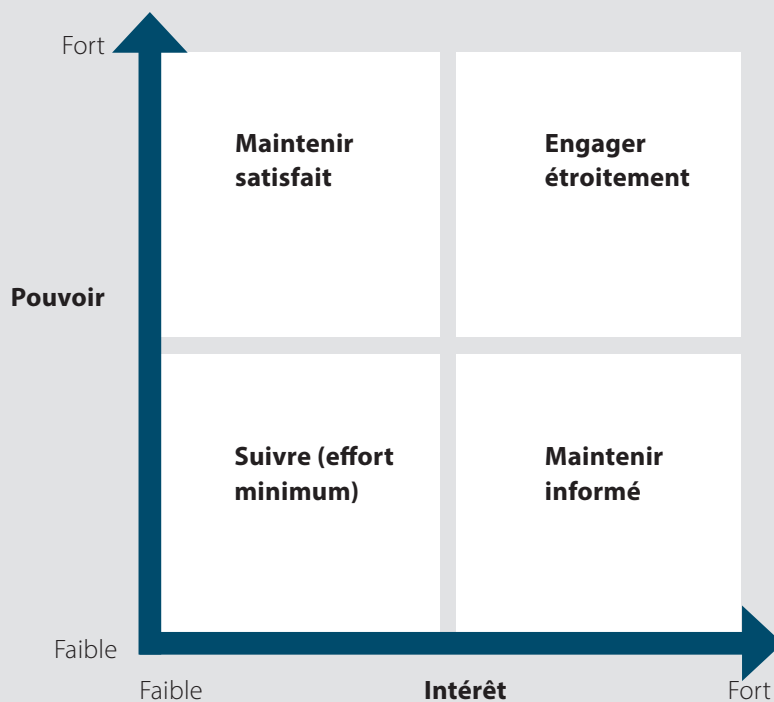 Fort
Maintenir
satisfait
Engager
étroitement
Pouvoir
Suivre (effort
minimum)
Maintenir
informé
Faible
Faible
Intérêt
Fort